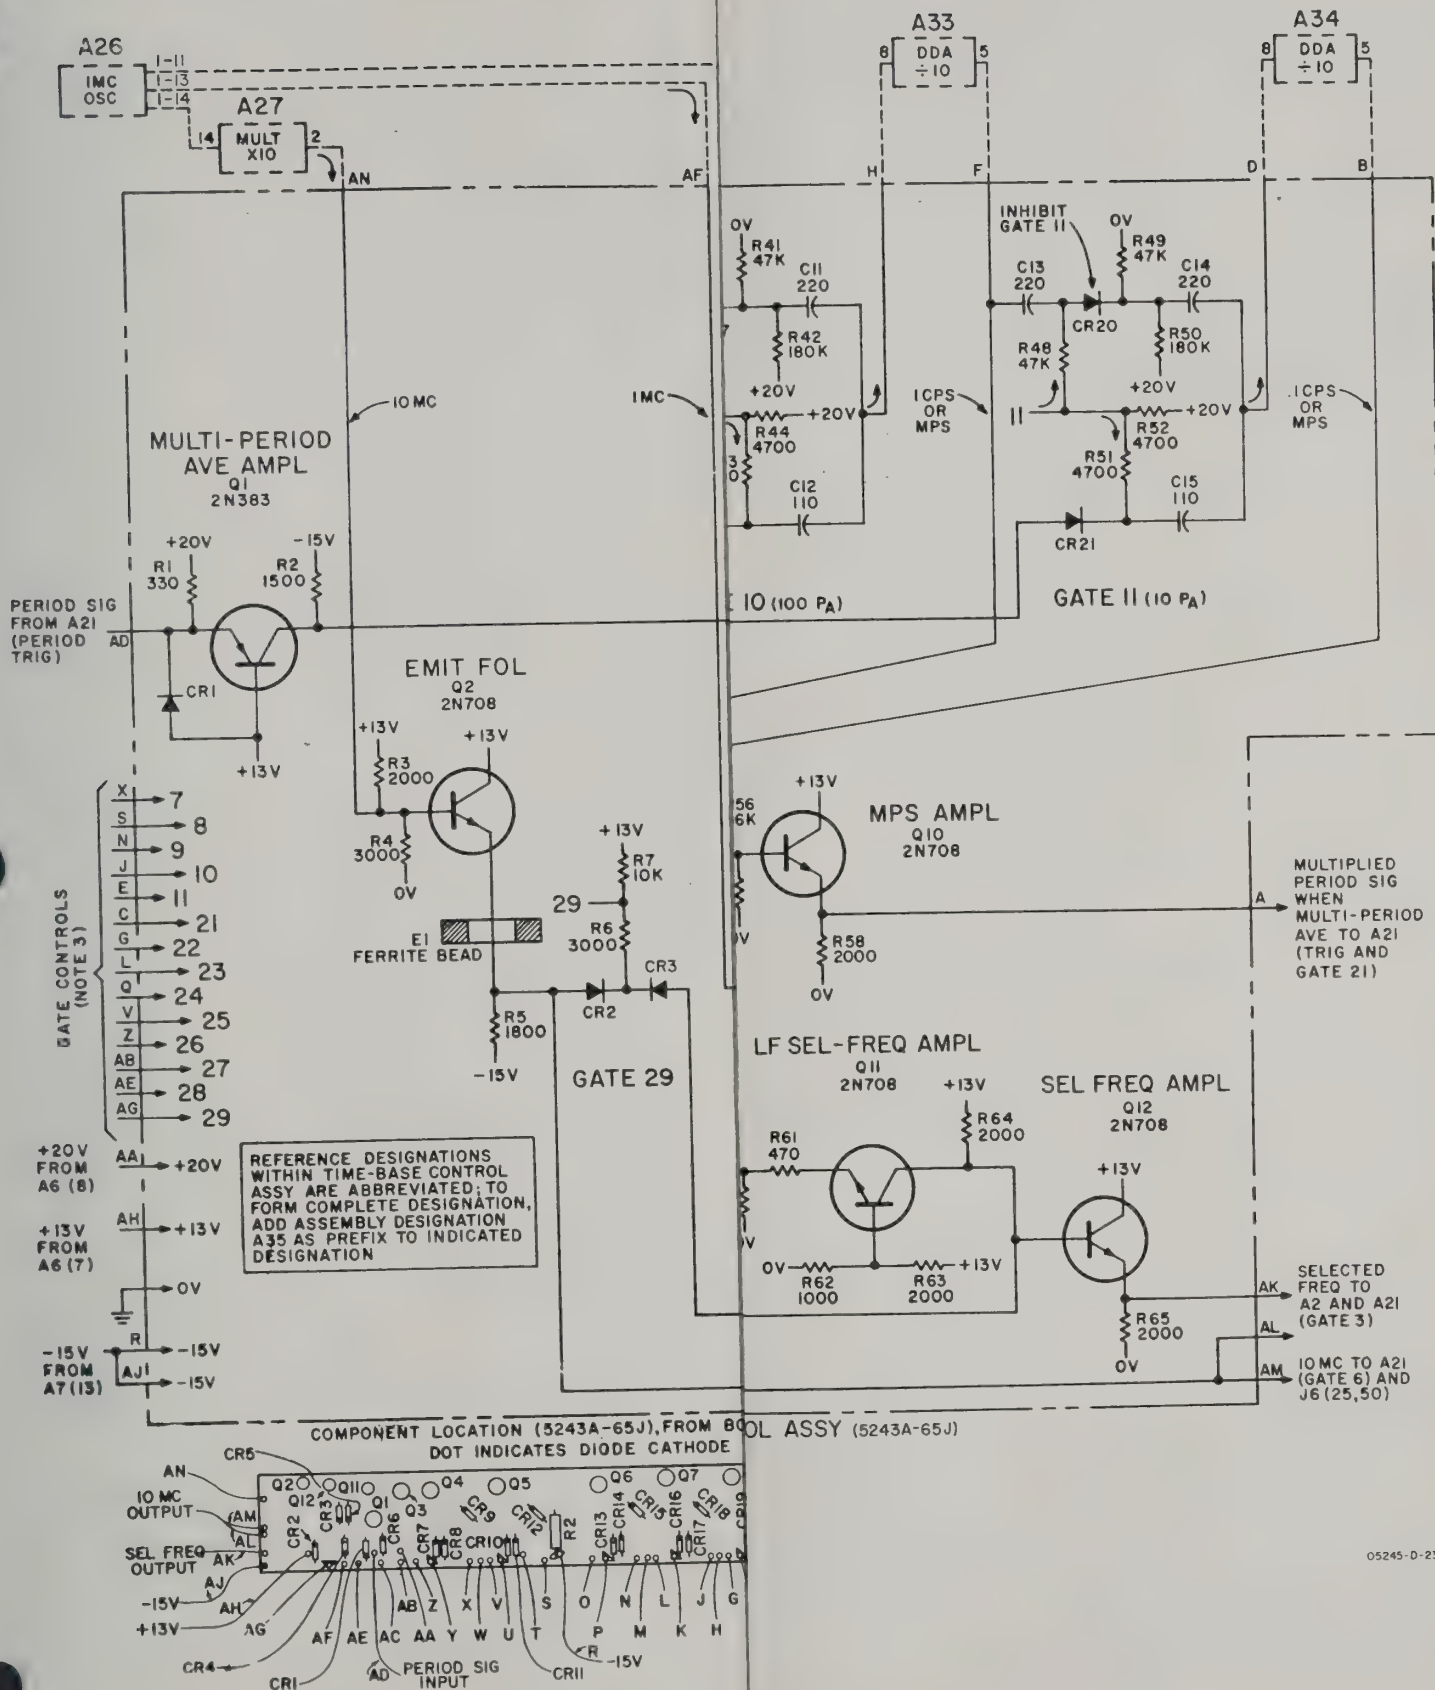 A26
1MC
OSC
1-11
1-13
1-14
A27
14
MULT
X10
2
AN
AF
A33
8
DDA
÷10
5
H
F
A34
8
DDA
÷10
5
D
B
10 MC
1MC
MULTI-PERIOD
AVE AMPL
Q1
2N383
+20V
R1
330
-15V
R2
1500
PERIOD SIG
FROM A21
(PERIOD
TRIG)
AD
CR1
+13V
0V
R41
47K
C11
220
R42
180K
+20V
R44
4700
+20V
C12
110
10 (100 PA)
1CPS
OR
MPS
INHIBIT
GATE 11
0V
R49
47K
C13
220
CR20
C14
220
R48
47K
R50
180K
+20V
11
R52
4700
+20V
R51
4700
CR21
C15
110
GATE 11 (10 PA)
.1CPS
OR
MPS
EMIT FOL
Q2
2N708
+13V
R3
2000
+13V
R4
3000
0V
E1
FERRITE BEAD
R5
1800
-15V
+13V
R7
10K
29
R6
3000
CR2
CR3
GATE 29
GATE CONTROLS
(NOTE 3)
X 7
S 8
N 9
J 10
E 11
C 21
G 22
L 23
Q 24
V 25
Z 26
AB 27
AE 28
AG 29
+20V
FROM
A6 (8)
AA
+20V
+13V
FROM
A6 (7)
AH
+13V
0V
-15V
FROM
A7 (13)
R
-15V
AJ
-15V
REFERENCE DESIGNATIONS
WITHIN TIME-BASE CONTROL
ASSY ARE ABBREVIATED; TO
FORM COMPLETE DESIGNATION,
ADD ASSEMBLY DESIGNATION
A35 AS PREFIX TO INDICATED
DESIGNATION
56
6K
+13V
MPS AMPL
Q10
2N708
R58
2000
0V
A
MULTIPLIED
PERIOD SIG
WHEN
MULTI-PERIOD
AVE TO A21
(TRIG AND
GATE 21)
LF SEL-FREQ AMPL
Q11
2N708
+13V
R64
2000
R61
470
0V
R62
1000
R63
2000
+13V
SEL FREQ AMPL
Q12
2N708
+13V
R65
2000
0V
AK
SELECTED
FREQ TO
A2 AND A21
(GATE 3)
AL
AM
10MC TO A21
(GATE 6) AND
J6 (25,50)
COMPONENT LOCATION (5243A-65J), FROM B
OL ASSY (5243A-65J)
DOT INDICATES DIODE CATHODE
CR5
AN
10 MC
OUTPUT
AM
AL
SEL FREQ
OUTPUT
AK
AJ
-15V
AH
+13V
AG
CR4
CR1
Q2
Q12
Q11
Q1
Q3
Q4
Q5
Q6
Q7
CR2
CR3
CR6
CR7
CR8
CR9
CR10
CR12
R2
CR13
CR14
CR15
CR16
CR17
CR18
CR19
AF
AE
AC
AB
AA
Z
Y
X
W
V
U
T
S
O
P
N
M
L
K
J
H
G
AD
PERIOD SIG
INPUT
CR11
R
-15V
05245-D-23